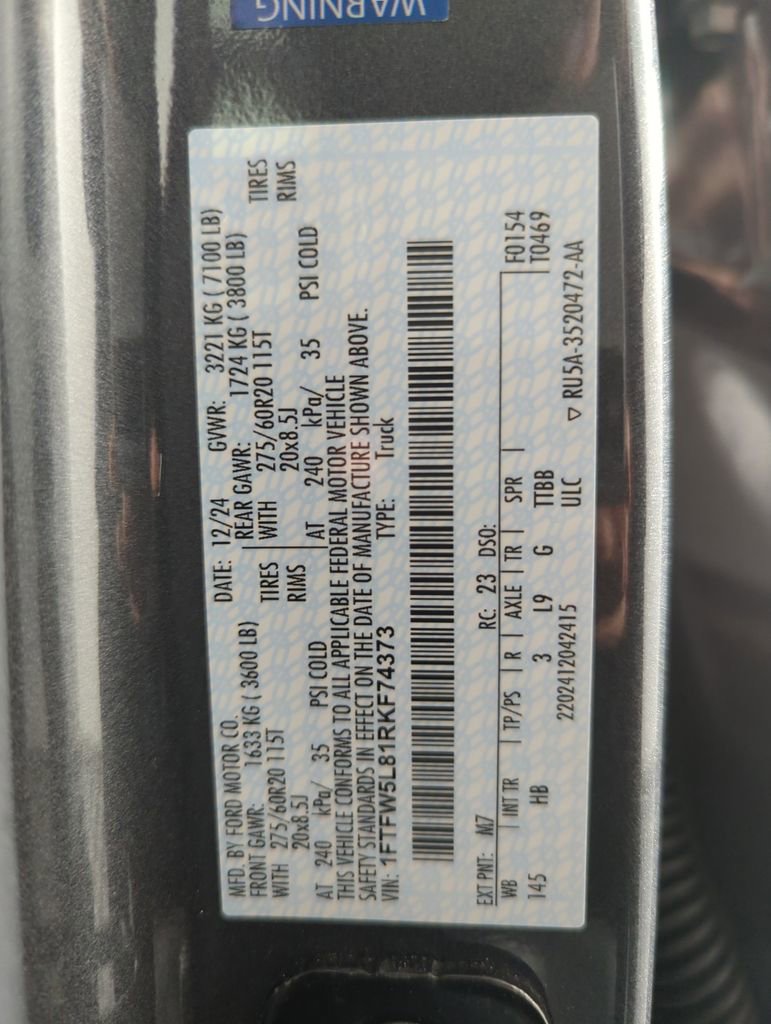 WARNING
MFD. BY FORD MOTOR CO. DATE: 12/24 GVWR: 3221 KG ( 7100 LB)
FRONT GAWR: 1633 KG ( 3600 LB) REAR GAWR: 1724 KG ( 3800 LB)
WITH 275/60R20 115T TIRES WITH 275/60R20 115T TIRES
20x8.5J RIMS 20x8.5J RIMS
AT 240 kPa/ 35 PSI COLD AT 240 kPa/ 35 PSI COLD
THIS VEHICLE CONFORMS TO ALL APPLICABLE FEDERAL MOTOR VEHICLE
SAFETY STANDARDS IN EFFECT ON THE DATE OF MANUFACTURE SHOWN ABOVE.
VIN: 1FTFW5L81RKF74373 TYPE: Truck
EXT PNT: M7 RC: 23 DSO:
WB INT TR TP/PS R AXLE TR SPR F0154
145 HB 3 L9 G TTBB T0469
ULC
2202412042415 ▽ RU5A-3520472-AA